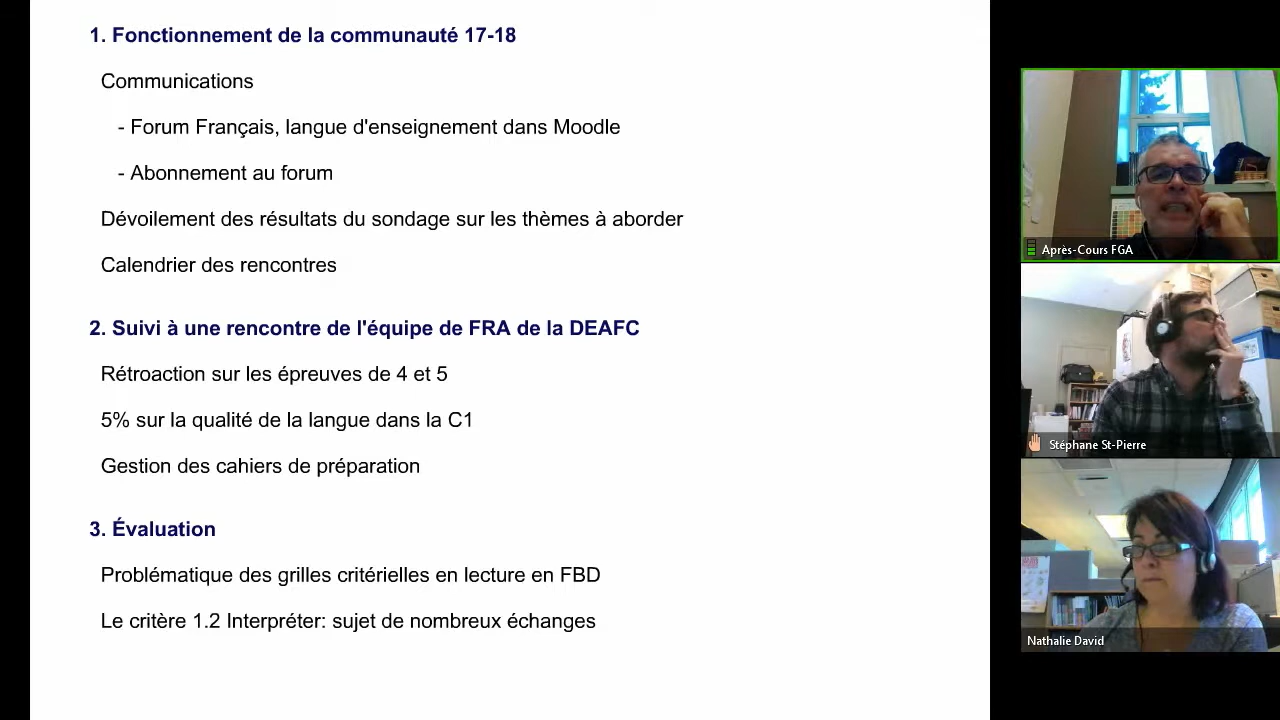 1. Fonctionnement de la communauté 17-18
Communications
- Forum Français, langue d'enseignement dans Moodle
- Abonnement au forum
Dévoilement des résultats du sondage sur les thèmes à aborder
Calendrier des rencontres
2. Suivi à une rencontre de l'équipe de FRA de la DEAFC
Rétroaction sur les épreuves de 4 et 5
5% sur la qualité de la langue dans la C1
Gestion des cahiers de préparation
3. Évaluation
Problématique des grilles critérielles en lecture en FBD
Le critère 1.2 Interpréter: sujet de nombreux échanges
Après-Cours FGA
Stéphane St-Pierre
Nathalie David